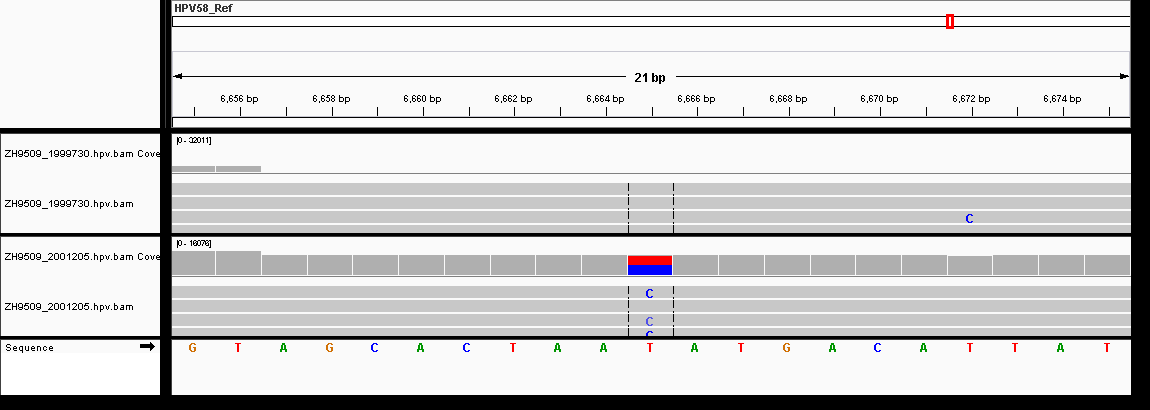 HPV58_Ref
21 bp
6,656 bp 6,658 bp 6,660 bp 6,662 bp 6,664 bp 6,666 bp 6,668 bp 6,670 bp 6,672 bp 6,674 bp
[0 - 32011]
ZH9509_1999730.hpv.bam Cove
ZH9509_1999730.hpv.bam
C
[0 - 16076]
ZH9509_2001205.hpv.bam Cove
C
ZH9509_2001205.hpv.bam
C
C
Sequence G T A G C A C T A A T A T G A C A T T A T